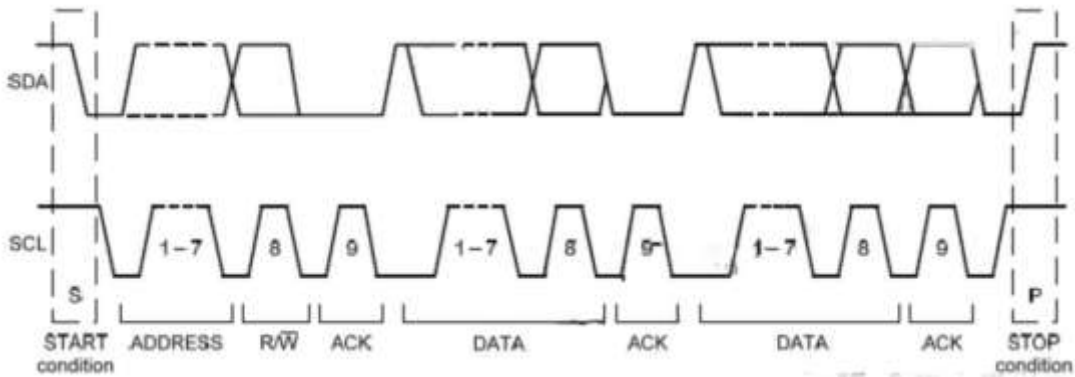 SDA
SCL
1–7 8 9 1–7 8 9 1–7 8 9
S P
START ADDRESS R/W̅ ACK DATA ACK DATA ACK STOP
condition condition